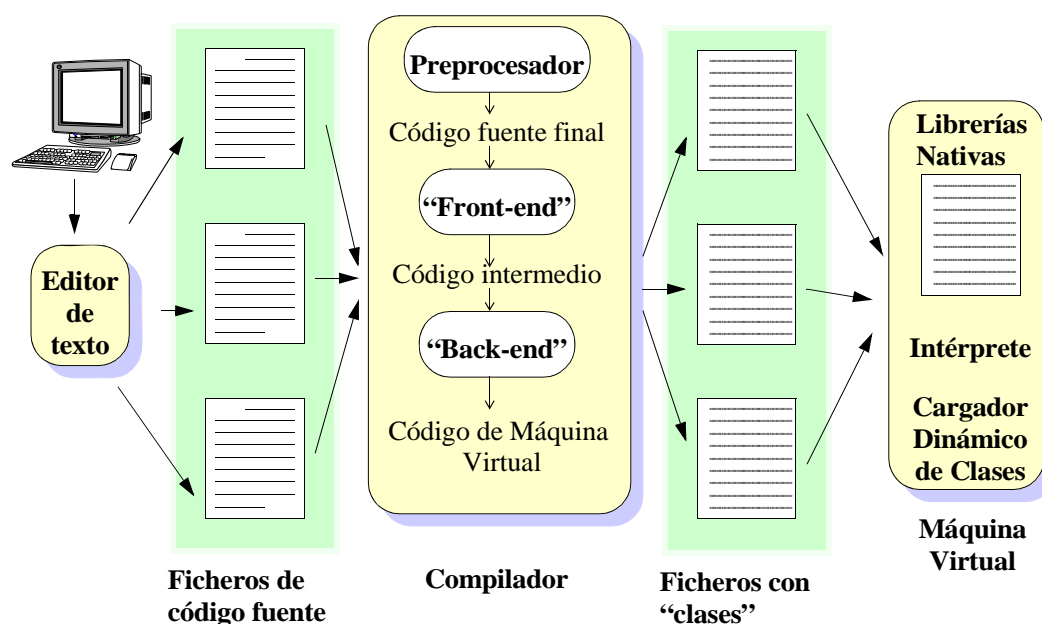 Editor
de
texto
Ficheros de
código fuente
Preprocesador
Código fuente final
“Front-end”
Código intermedio
“Back-end”
Código de Máquina
Virtual
Compilador
Ficheros con
“clases”
Librerías
Nativas
Intérprete
Cargador
Dinámico
de Clases
Máquina
Virtual